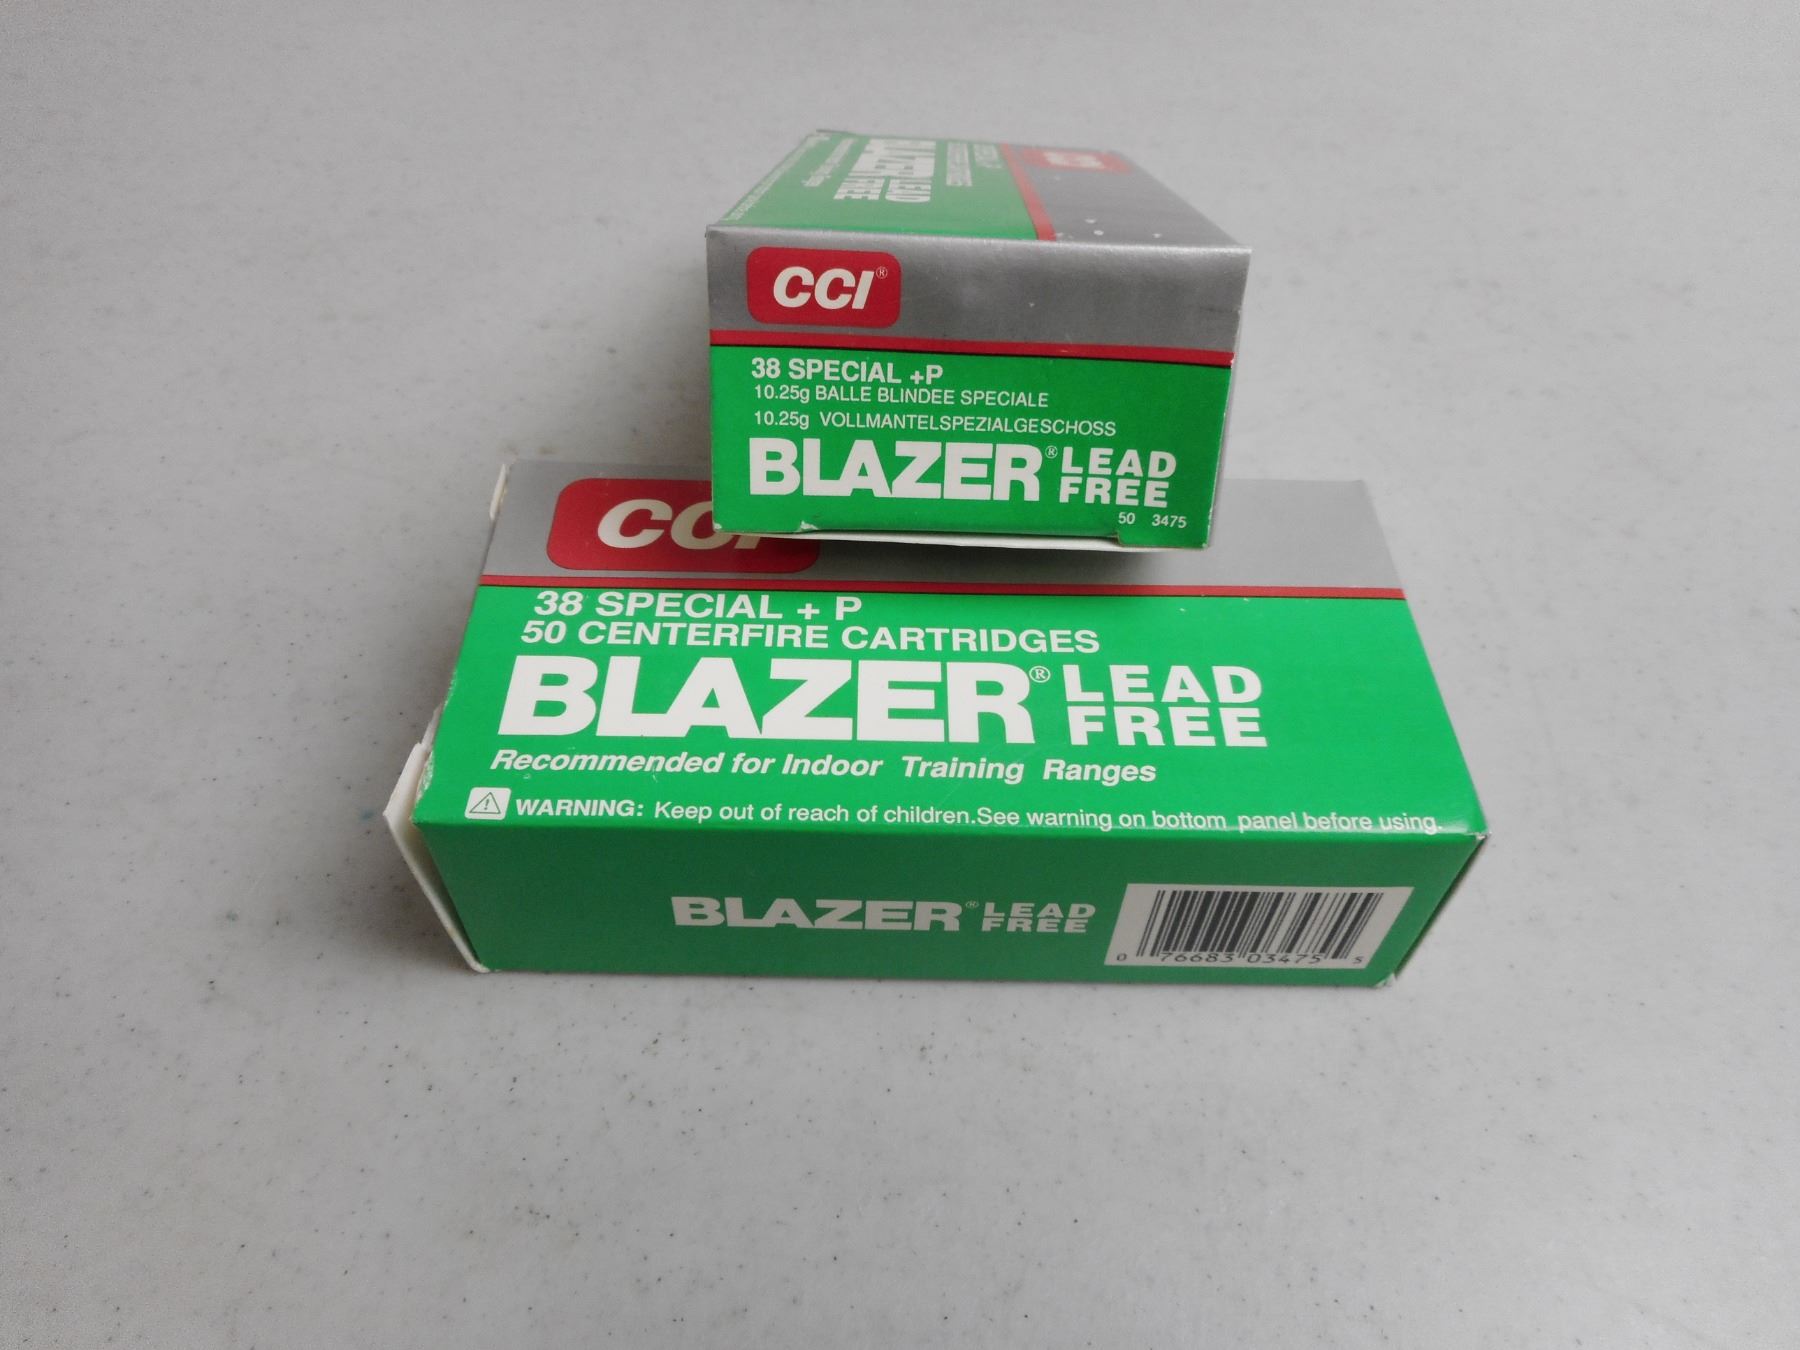 CCI®
38 SPECIAL +P
10.25g BALLE BLINDEE SPECIALE
10.25g VOLLMANTELSPEZIALGESCHOSS
BLAZER® LEAD FREE
50 3475
CCI
38 SPECIAL + P
50 CENTERFIRE CARTRIDGES
BLAZER® LEAD FREE
Recommended for Indoor Training Ranges
WARNING: Keep out of reach of children.See warning on bottom panel before using.
BLAZER® LEAD FREE
0 76683 03475 5